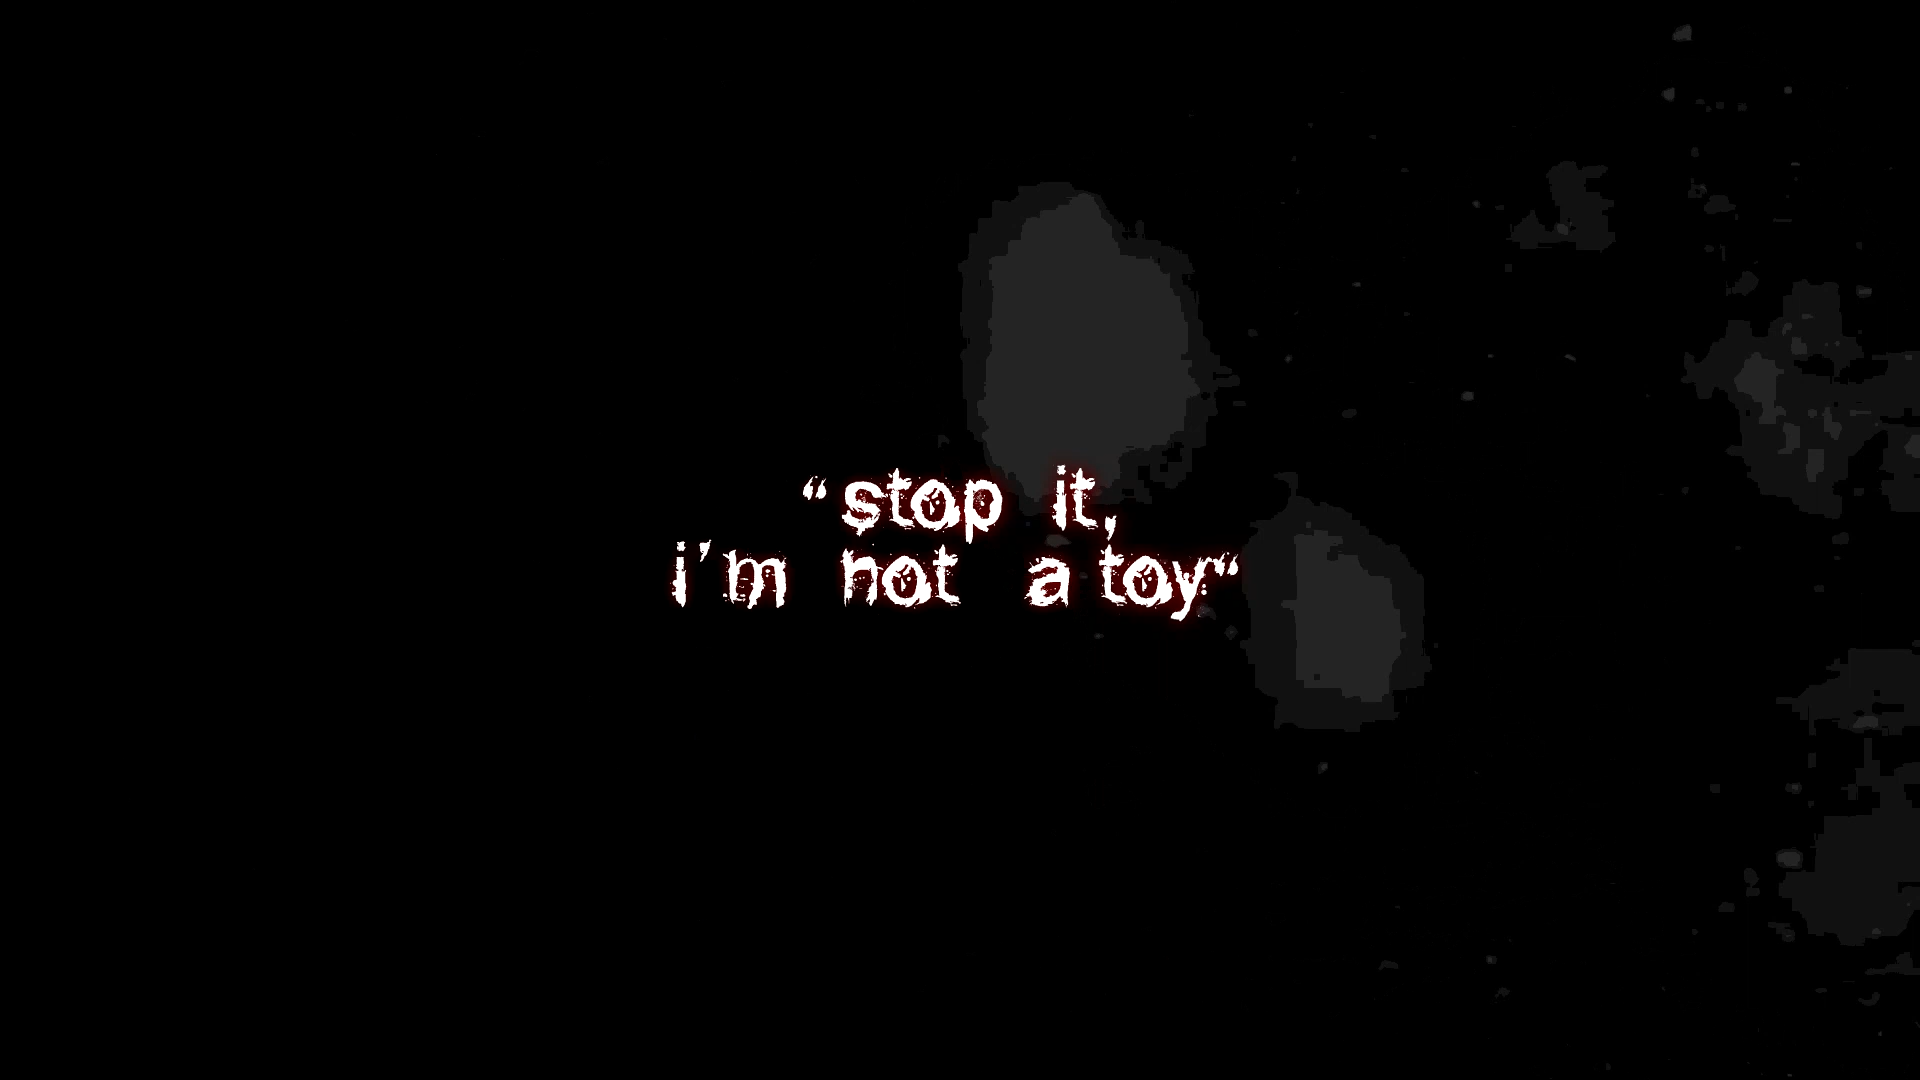 “stop it,
i'm not a toy“